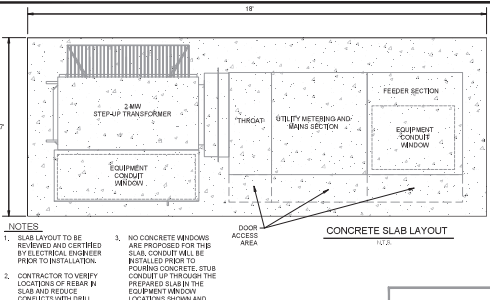 18'
7'
2 MW
STEP-UP TRANSFORMER
EQUIPMENT
CONDUIT
WINDOW
THROAT
UTILITY METERING AND
MAINS SECTION
FEEDER SECTION
EQUIPMENT
CONDUIT
WINDOW
DOOR
ACCESS
AREA
CONCRETE SLAB LAYOUT
N.T.S.
NOTES
1. SLAB LAYOUT TO BE
REVIEWED AND CERTIFIED
BY ELECTRICAL ENGINEER
PRIOR TO INSTALLATION.
2. CONTRACTOR TO VERIFY
LOCATIONS OF REBAR IN
SLAB AND REDUCE
CONFLICTS WITH DRILL
3. NO CONCRETE WINDOWS
ARE PROPOSED FOR THIS
SLAB. CONDUIT WILL BE
INSTALLED PRIOR TO
POURING CONCRETE. STUB
CONDUIT UP THROUGH THE
PREPARED SLAB IN THE
EQUIPMENT WINDOW
LOCATIONS SHOWN AND